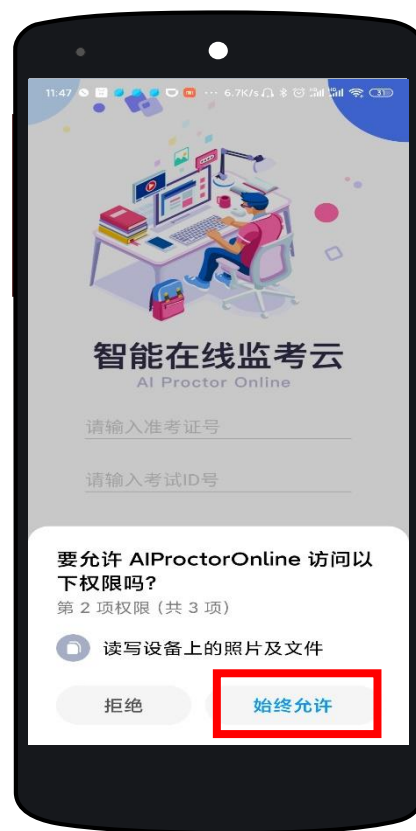 11:47 ··· 6.7K/s 31
智能在线监考云
AI Proctor Online
请输入准考证号
请输入考试ID号
要允许 AIProctorOnline 访问以
下权限吗？
第 2 项权限 (共 3 项)
读写设备上的照片及文件
拒绝 始终允许